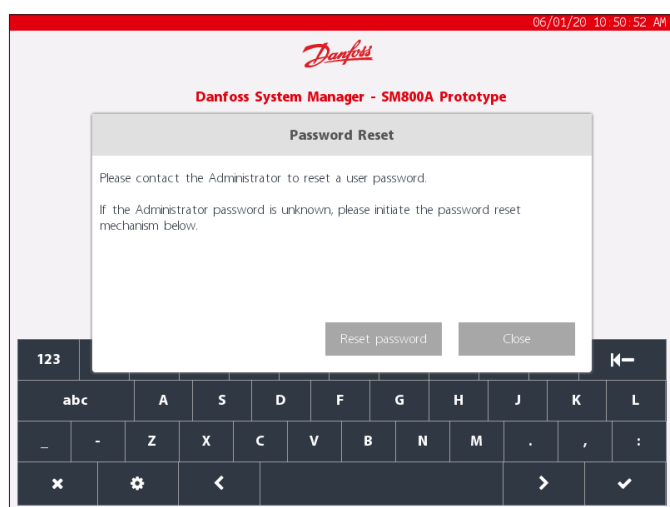 06/01/20 10:50:52 AM
Danfoss
Danfoss System Manager - SM800A Prototype
Password Reset
Please contact the Administrator to reset a user password.
If the Administrator password is unknown, please initiate the password reset
mechanism below.
Reset password Close
123
abc A S D F G H J K L
_ - Z X C V B N M . , :